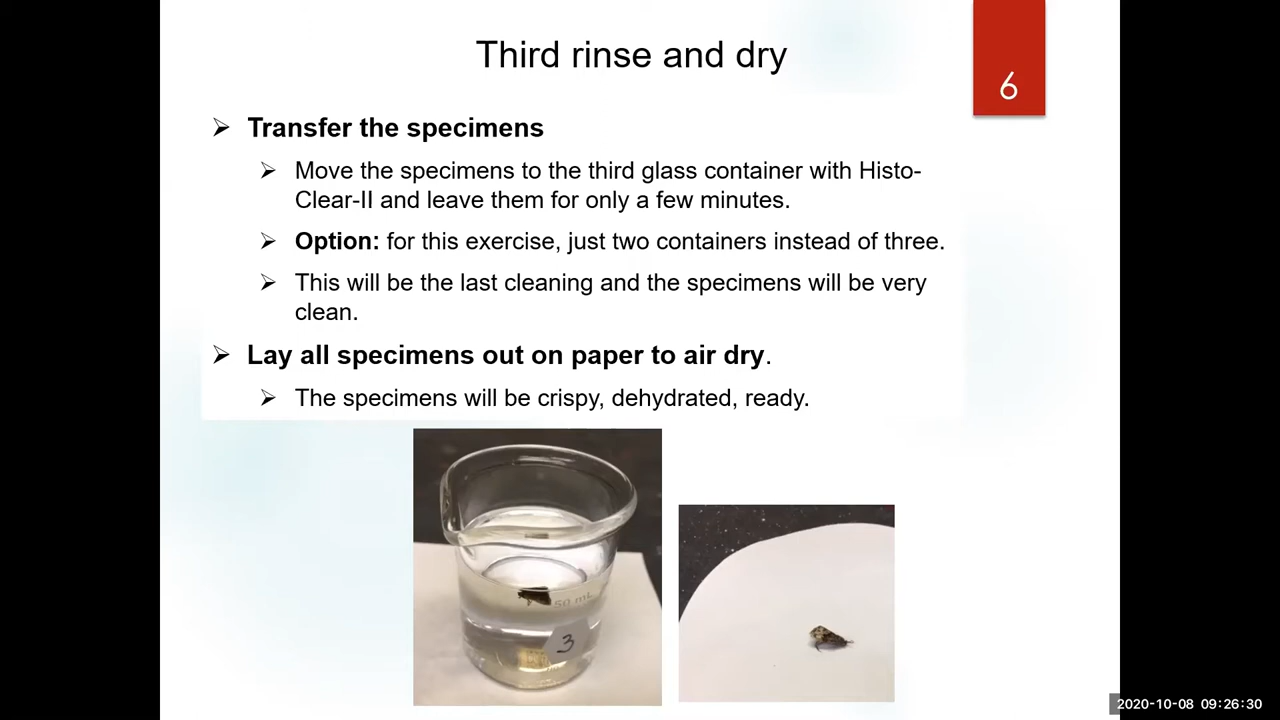 Third rinse and dry
6
Transfer the specimens
Move the specimens to the third glass container with Histo-
Clear-II and leave them for only a few minutes.
Option: for this exercise, just two containers instead of three.
This will be the last cleaning and the specimens will be very
clean.
Lay all specimens out on paper to air dry.
The specimens will be crispy, dehydrated, ready.
50 mL
3
2020-10-08 09:26:30